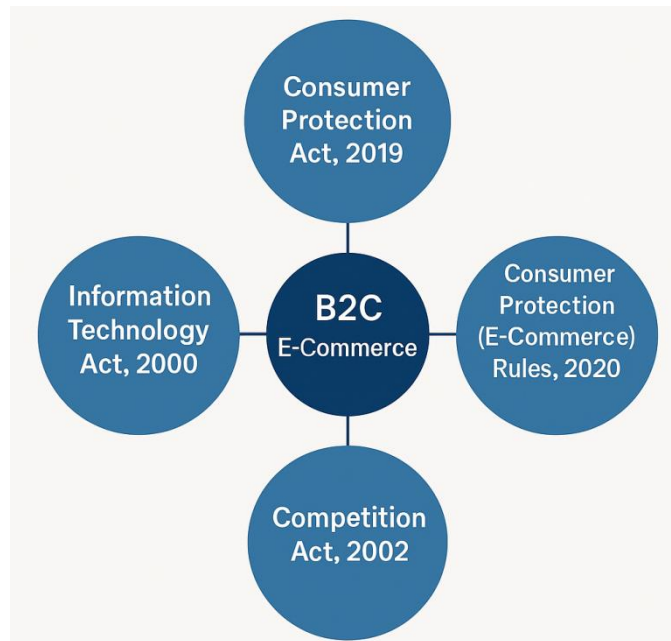 Consumer
Protection
Act, 2019
Information
Technology
Act, 2000
B2C
E-Commerce
Consumer
Protection
(E-Commerce)
Rules, 2020
Competition
Act, 2002